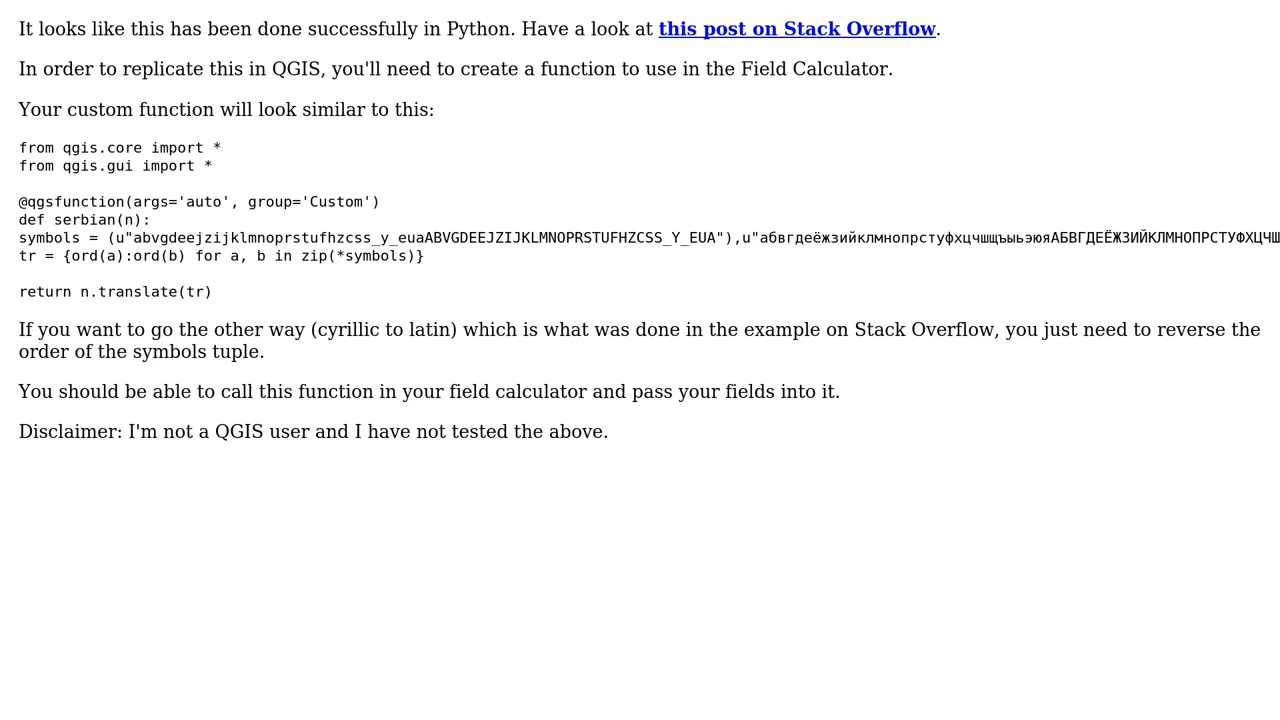 It looks like this has been done successfully in Python. Have a look at this post on Stack Overflow.
In order to replicate this in QGIS, you'll need to create a function to use in the Field Calculator.
Your custom function will look similar to this:
from qgis.core import *
from qgis.gui import *
@qgsfunction(args='auto', group='Custom')
def serbian(n):
symbols = (u"abvgdeejzijklmnoprstufhzcss_y_euaABVGDEEJZIJKLMNOPRSTUFHZCSS_Y_EUA"),u"абвгдеёжзийклмнопрстуфхцчшщъыьэюяАБВГДЕЁЖЗИЙКЛМНОПРСТУФХЦЧШ
tr = {ord(a):ord(b) for a, b in zip(*symbols)}
return n.translate(tr)
If you want to go the other way (cyrillic to latin) which is what was done in the example on Stack Overflow, you just need to reverse the
order of the symbols tuple.
You should be able to call this function in your field calculator and pass your fields into it.
Disclaimer: I'm not a QGIS user and I have not tested the above.